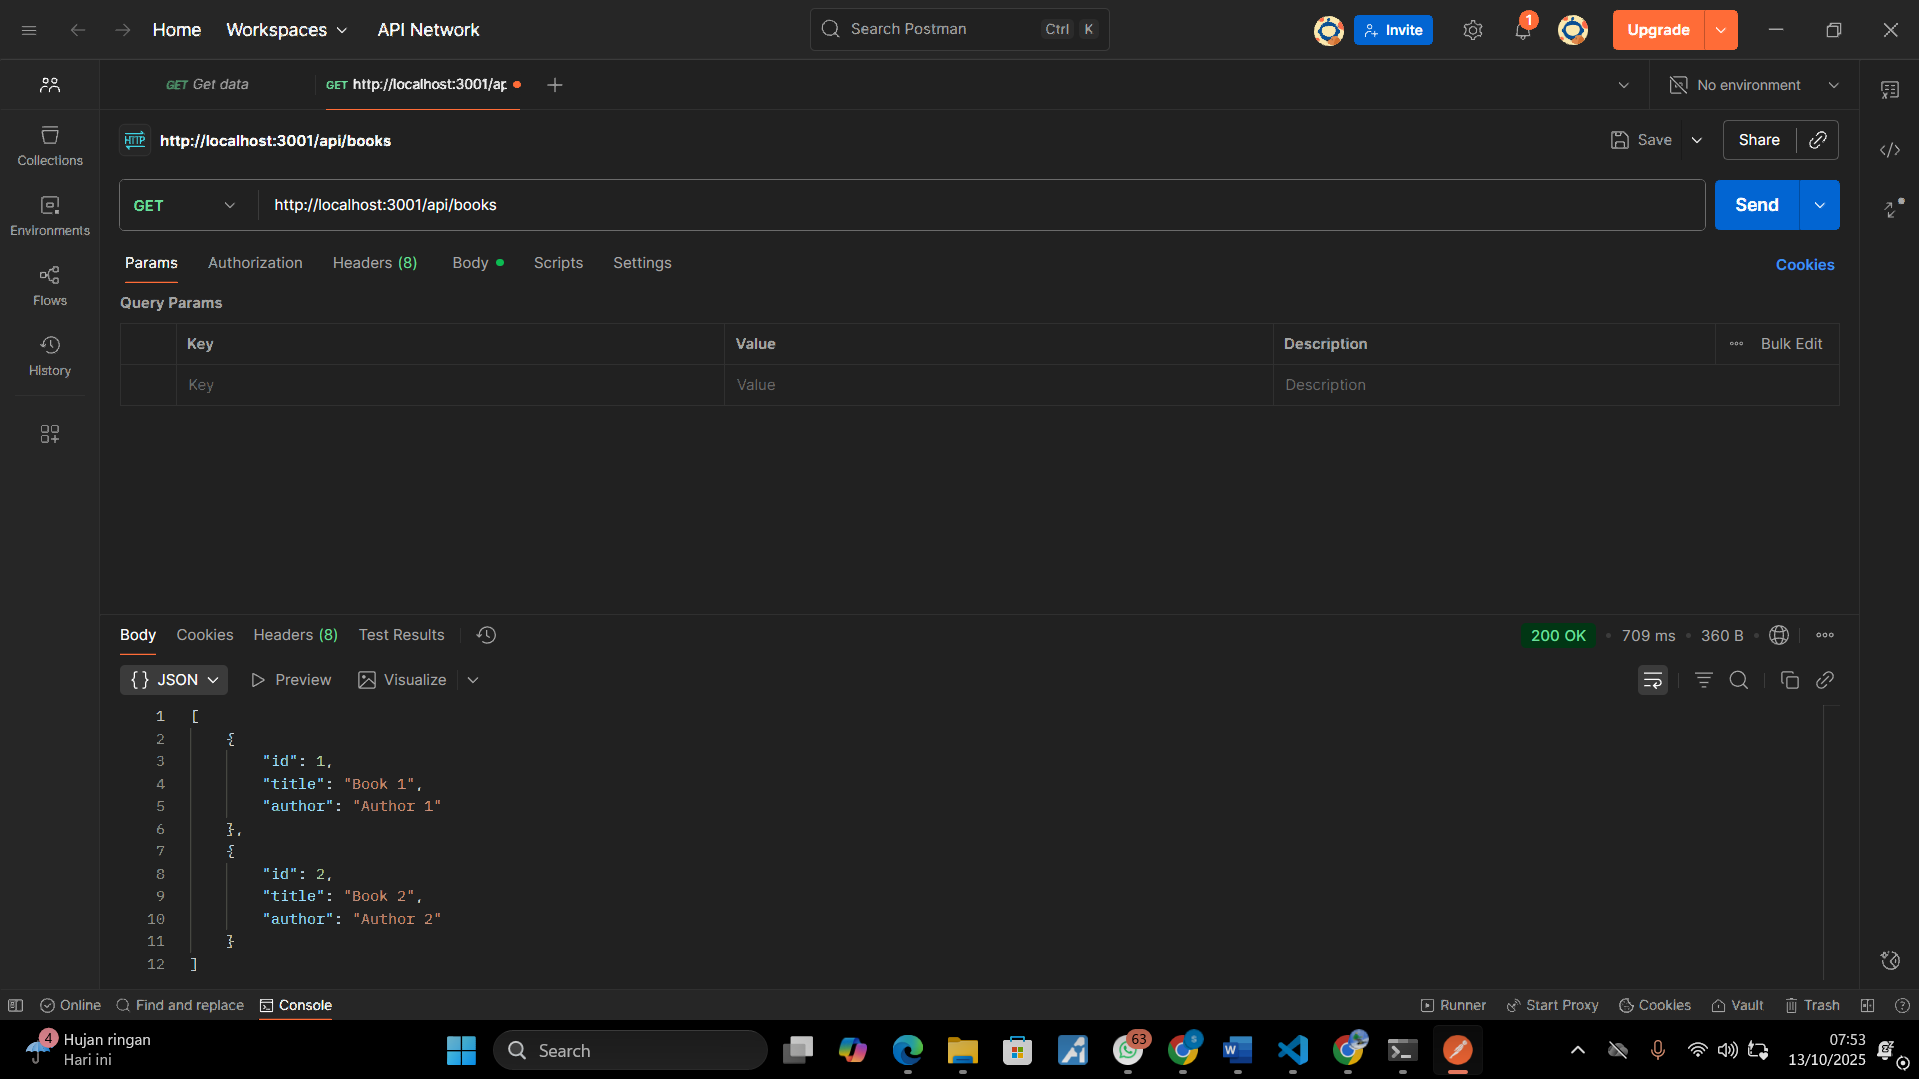 Home Workspaces API Network Search Postman Ctrl K Invite 1 Upgrade
GET Get data GET http://localhost:3001/ap No environment
HTTP http://localhost:3001/api/books Save Share
GET http://localhost:3001/api/books Send
Collections
Environments
Flows
History
Params Authorization Headers (8) Body Scripts Settings Cookies
Query Params
Key Value Description Bulk Edit
Key Value Description
Body Cookies Headers (8) Test Results 200 OK 709 ms 360 B
{} JSON Preview Visualize
1 [
2 {
3 "id": 1,
4 "title": "Book 1",
5 "author": "Author 1"
6 },
7 {
8 "id": 2,
9 "title": "Book 2",
10 "author": "Author 2"
11 }
12 ]
Online Find and replace Console Runner Start Proxy Cookies Vault Trash
4 Hujan ringan
Hari ini
Search
63
07:53
13/10/2025